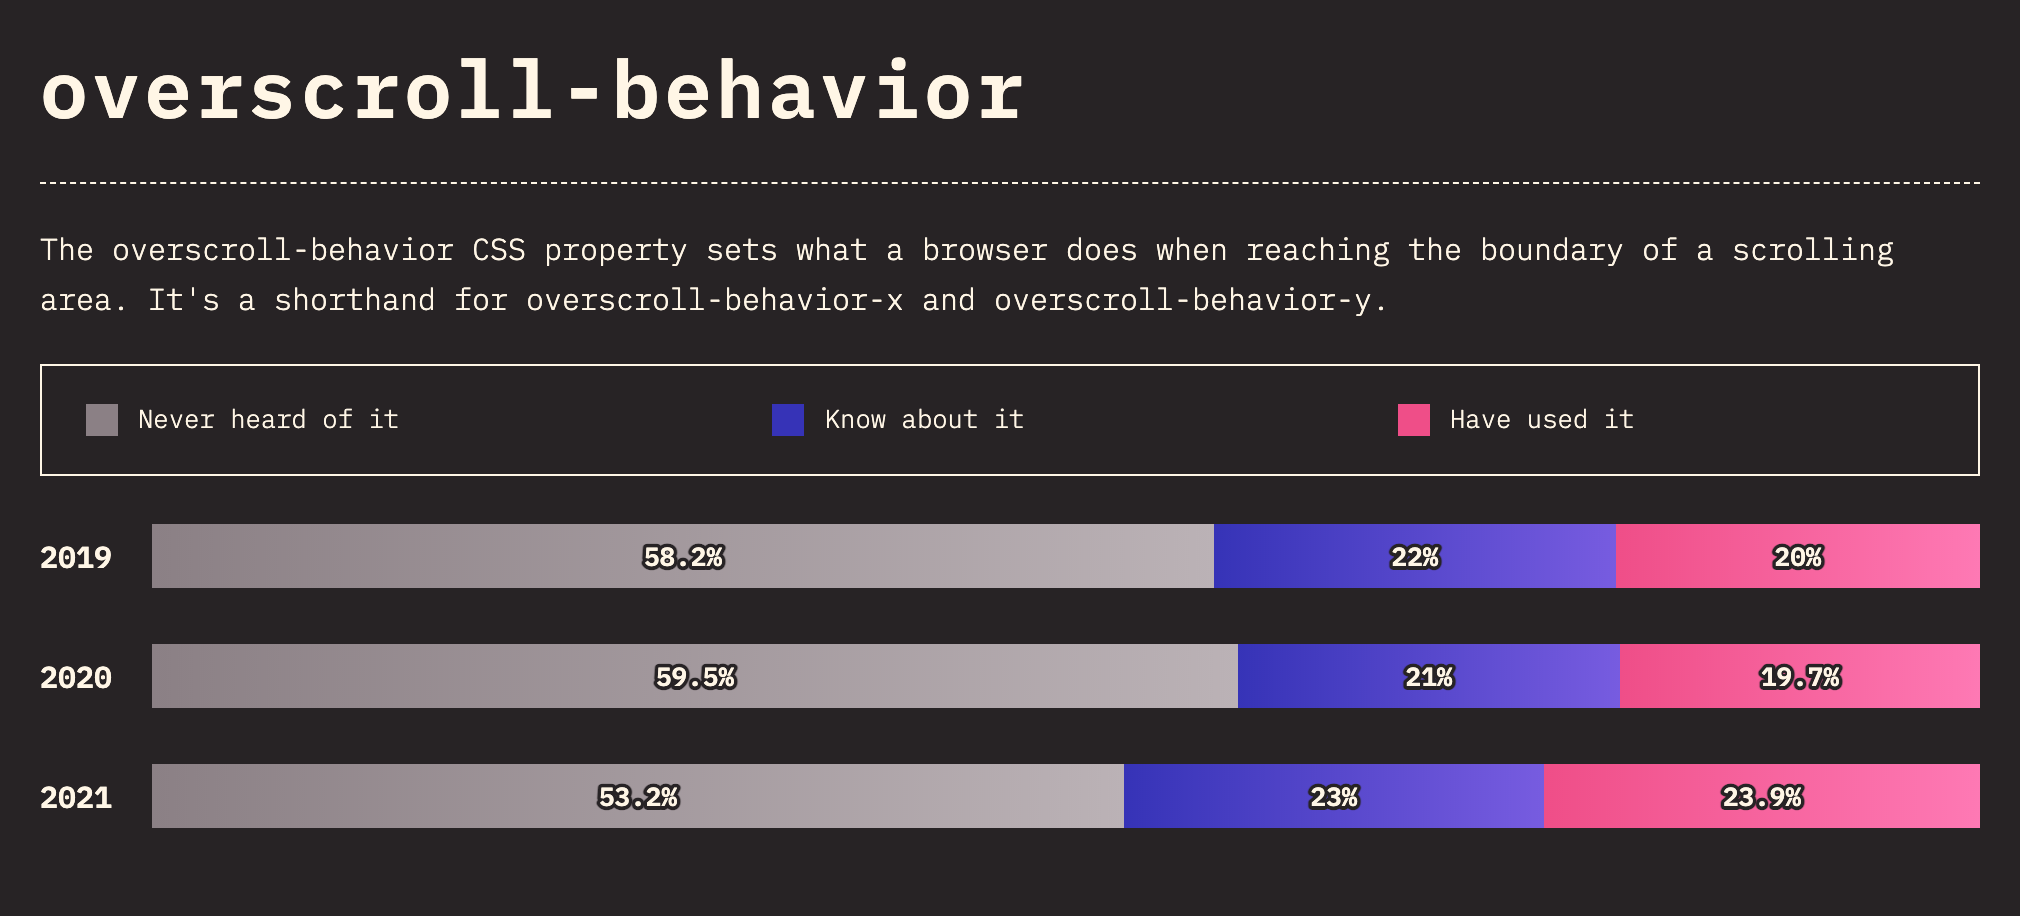 overscroll-behavior
The overscroll-behavior CSS property sets what a browser does when reaching the boundary of a scrolling
area. It's a shorthand for overscroll-behavior-x and overscroll-behavior-y.
Never heard of it Know about it Have used it
2019 58.2% 22% 20%
2020 59.5% 21% 19.7%
2021 53.2% 23% 23.9%